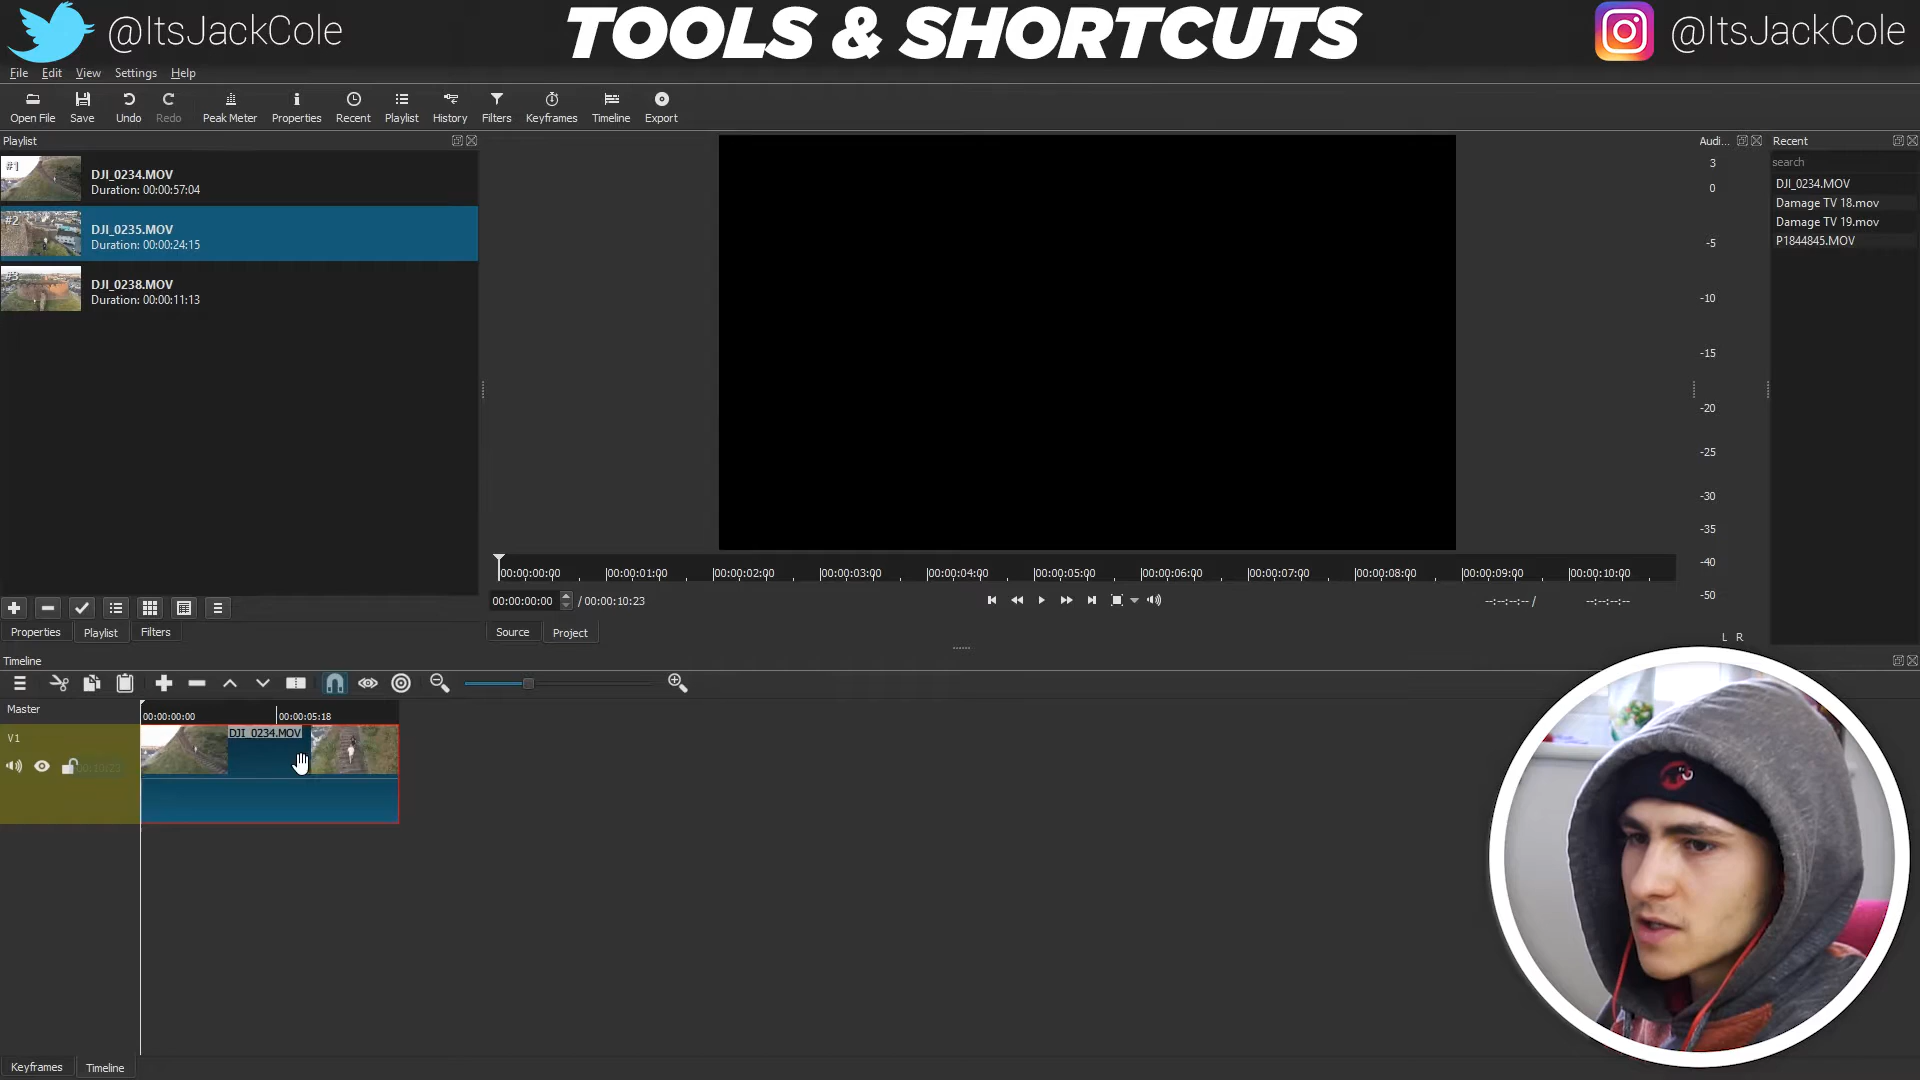 @ItsJackCole
TOOLS & SHORTCUTS
@ItsJackCole
File Edit View Settings Help
Open File Save Undo Redo Peak Meter Properties Recent Playlist History Filters Keyframes Timeline Export
Playlist
#1
DJI_0234.MOV
Duration: 00:00:57:04
#2
DJI_0235.MOV
Duration: 00:00:24:15
#3
DJI_0238.MOV
Duration: 00:00:11:13
Properties Playlist Filters
00:00:00:00 00:00:01:00 00:00:02:00 00:00:03:00 00:00:04:00 00:00:05:00 00:00:06:00 00:00:07:00 00:00:08:00 00:00:09:00 00:00:10:00
00:00:00:00 / 00:00:10:23
--:--:--:-- / --:--:--:--
Source Project
Audi...
3
0
-5
-10
-15
-20
-25
-30
-35
-40
-50
L R
Recent
search
DJI_0234.MOV
Damage TV 18.mov
Damage TV 19.mov
P1844845.MOV
Timeline
Master
00:00:00:00 00:00:05:18
V1
DJI_0234.MOV
Keyframes Timeline